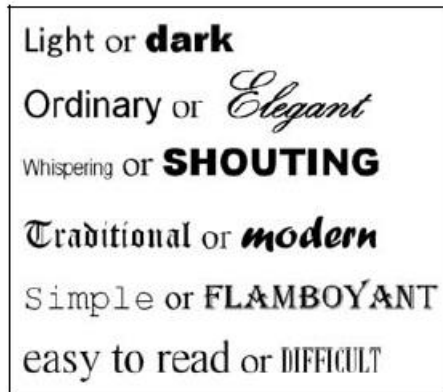 Light or dark
Ordinary or Elegant
Whispering or SHOUTING
Traditional or modern
Simple or FLAMBOYANT
easy to read or DIFFICULT